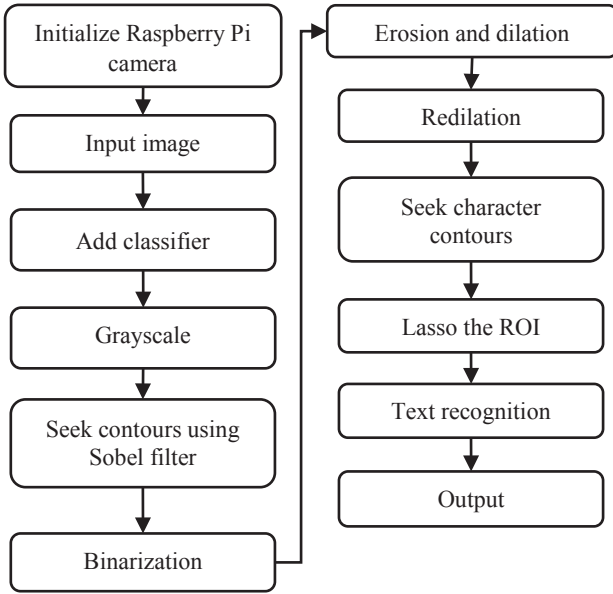 Initialize Raspberry Pi
camera
Input image
Add classifier
Grayscale
Seek contours using
Sobel filter
Binarization
Erosion and dilation
Redilation
Seek character
contours
Lasso the ROI
Text recognition
Output